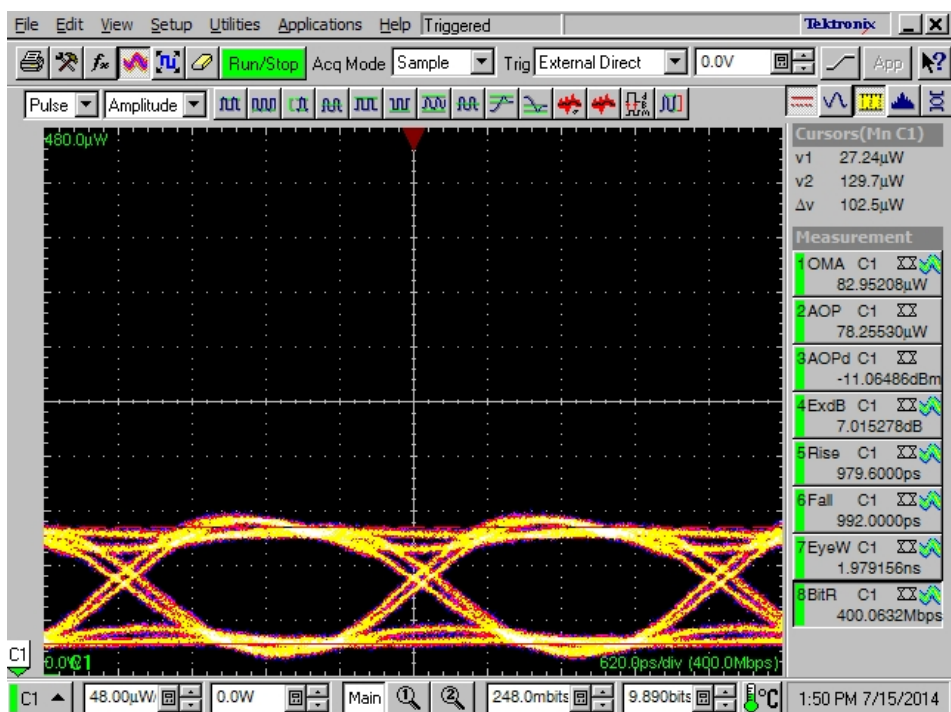 File Edit View Setup Utilities Applications Help Triggered Tektronix
Run/Stop Acq Mode Sample Trig External Direct 0.0V App
Pulse Amplitude
480.0µW
Cursors(Mn C1)
v1 27.24µW
v2 129.7µW
Δv 102.5µW
Measurement
1 OMA C1
82.95208µW
2 AOP C1
78.25530µW
3 AOPd C1
-11.06486dBm
4 ExdB C1
7.015278dB
5 Rise C1
979.6000ps
6 Fall C1
992.0000ps
7 EyeW C1
1.979156ns
8 BitR C1
400.0632Mbps
C1
0.0W C1 620.0ps/div (400.0Mbps)
C1 48.00µW/ 0.0W Main 1 2 248.0mbits 9.890bits °C 1:50 PM 7/15/2014